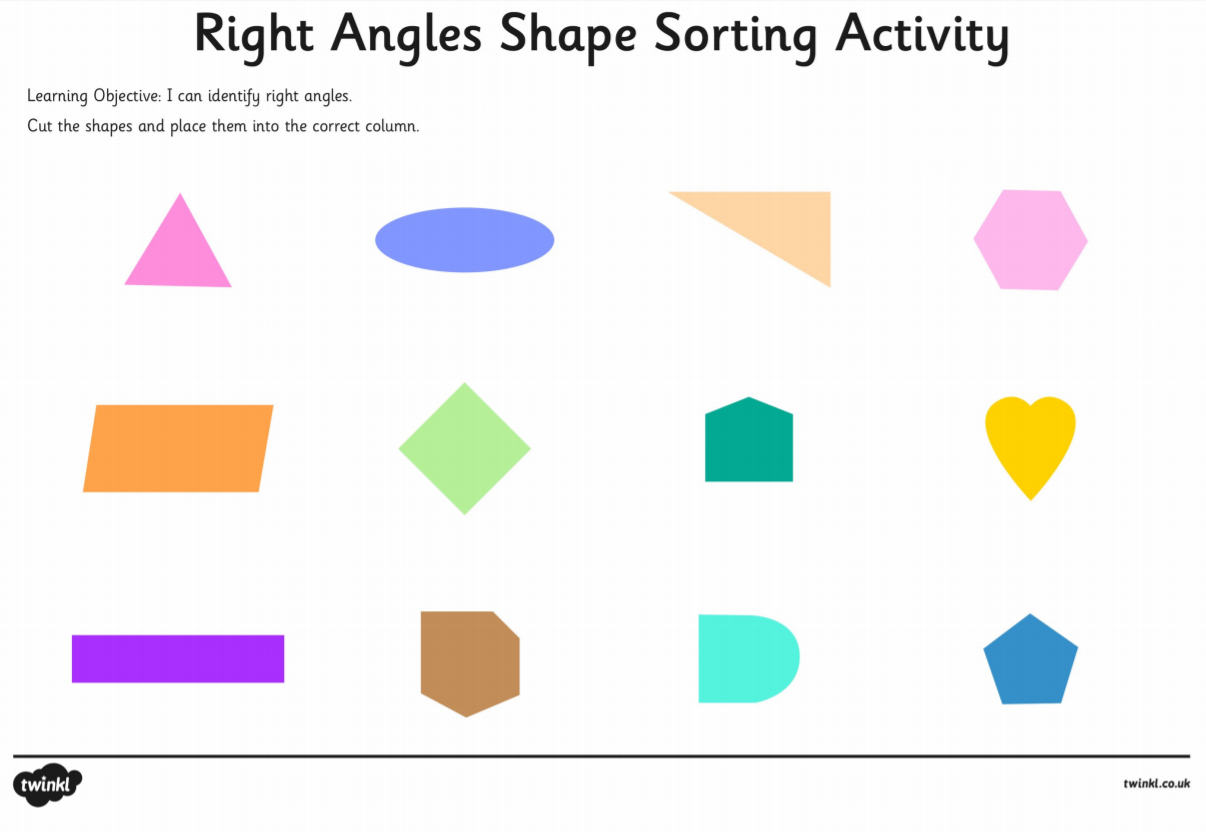 Right Angles Shape Sorting Activity
Learning Objective: I can identify right angles.
Cut the shapes and place them into the correct column.
twinkl
twinkl.co.uk